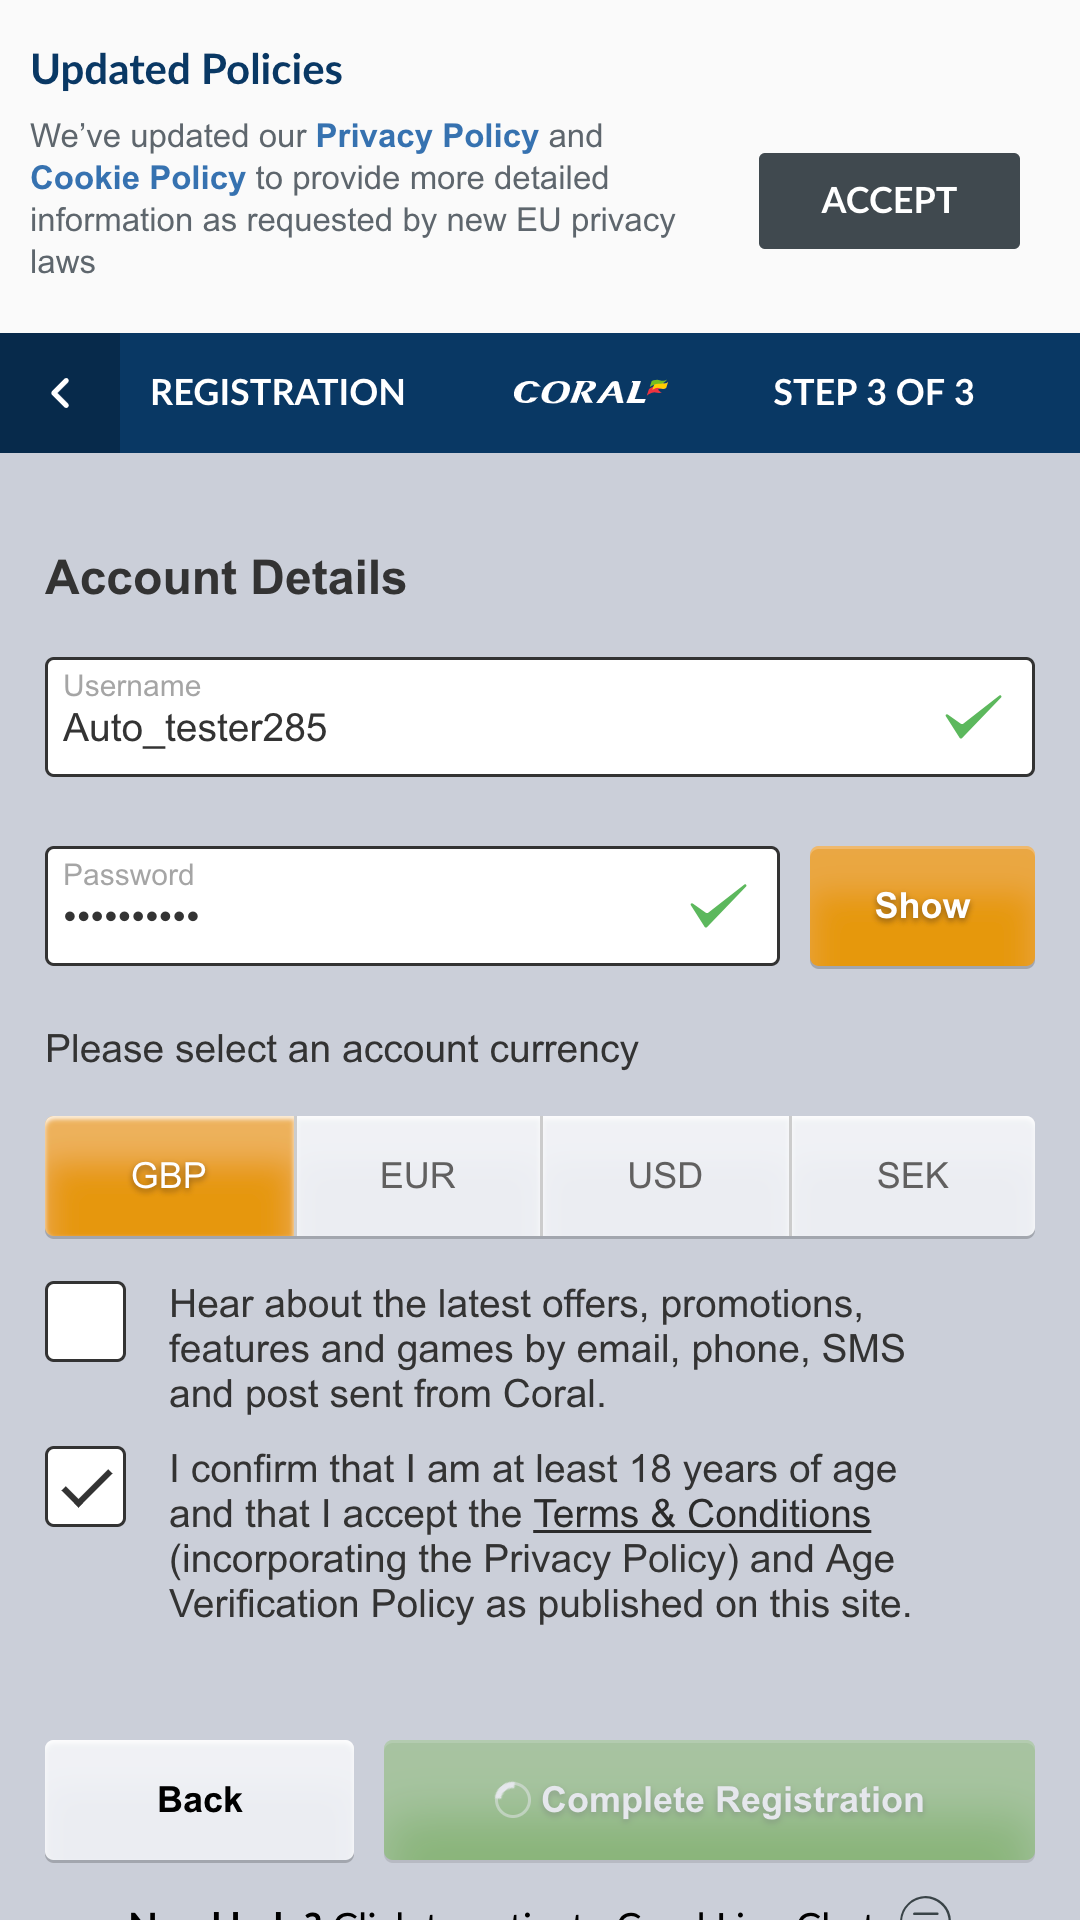 Updated Policies
We’ve updated our Privacy Policy and
Cookie Policy to provide more detailed
information as requested by new EU privacy
laws
ACCEPT
REGISTRATION
CORAL
STEP 3 OF 3
Account Details
Username
Auto_tester285
Password
••••••••••
Show
Please select an account currency
GBP
EUR
USD
SEK
Hear about the latest offers, promotions,
features and games by email, phone, SMS
and post sent from Coral.
I confirm that I am at least 18 years of age
and that I accept the Terms & Conditions
(incorporating the Privacy Policy) and Age
Verification Policy as published on this site.
Back
Complete Registration